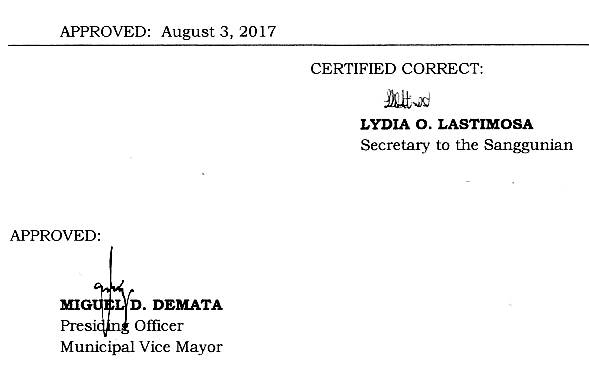 APPROVED: August 3, 2017
CERTIFIED CORRECT:
LYDIA O. LASTIMOSA
Secretary to the Sanggunian
APPROVED:
MIGUEL D. DEMATA
Presiding Officer
Municipal Vice Mayor